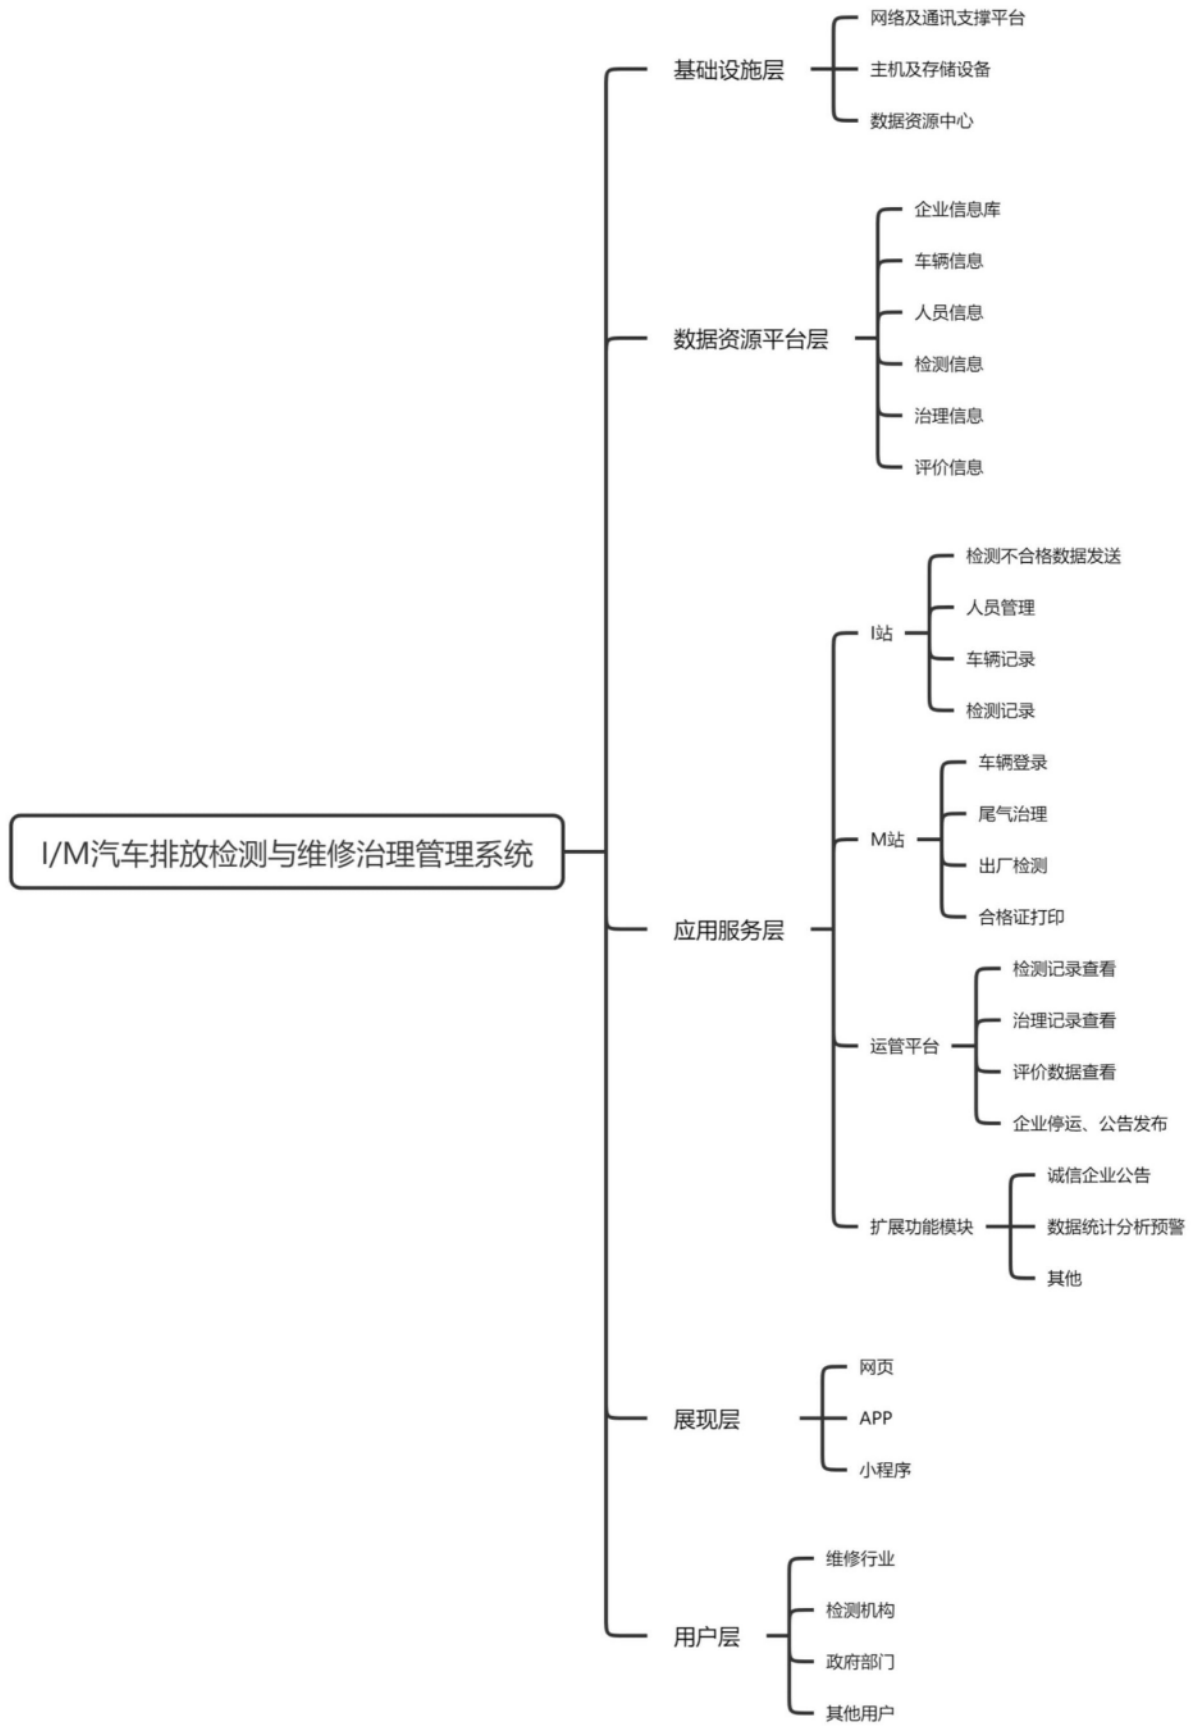 I/M汽车排放检测与维修治理管理系统
基础设施层
网络及通讯支撑平台
主机及存储设备
数据资源中心
数据资源平台层
企业信息库
车辆信息
人员信息
检测信息
治理信息
评价信息
应用服务层
I站
检测不合格数据发送
人员管理
车辆记录
检测记录
M站
车辆登录
尾气治理
出厂检测
合格证打印
运管平台
检测记录查看
治理记录查看
评价数据查看
企业停运、公告发布
扩展功能模块
诚信企业公告
数据统计分析预警
其他
展现层
网页
APP
小程序
用户层
维修行业
检测机构
政府部门
其他用户